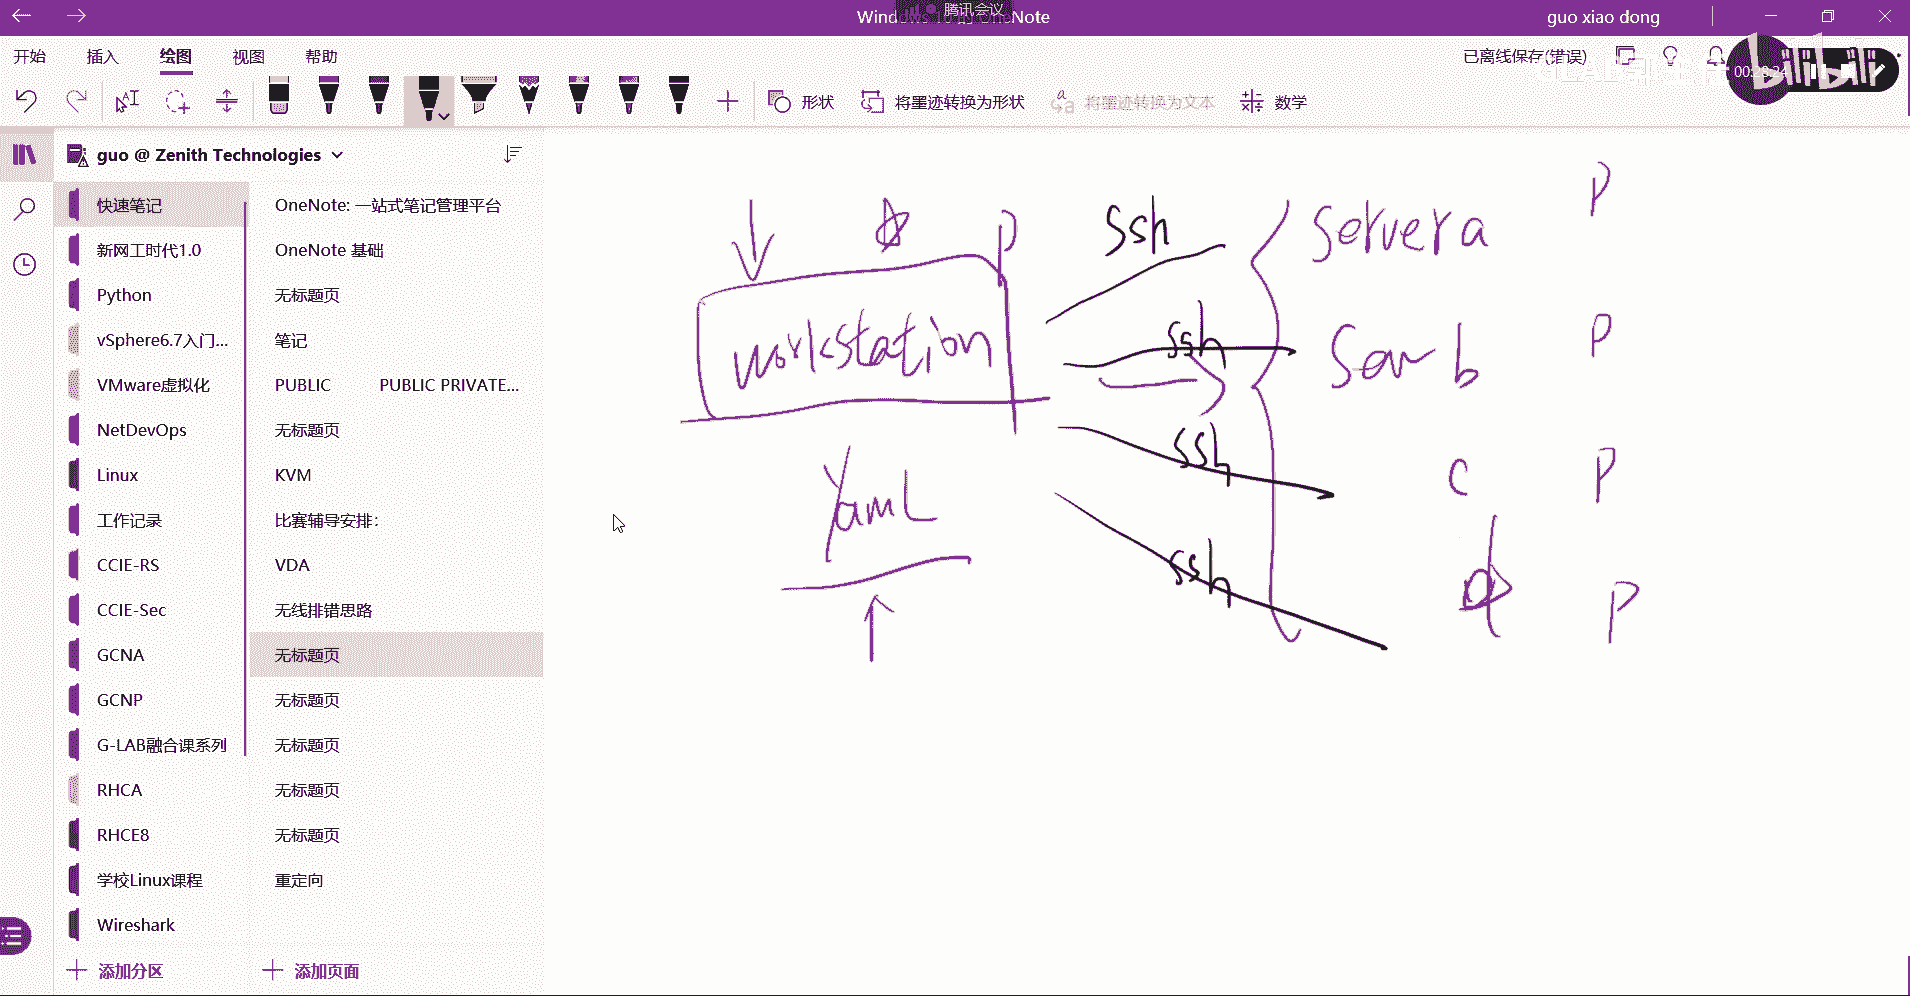 腾讯会议
guo xiao dong
开始 插入 绘图 视图 帮助
已离线保存(错误)
形状 将墨迹转换为形状 将墨迹转换为文本 数学
guo @ Zenith Technologies
快速笔记
新网工时代1.0
Python
vSphere6.7入门...
VMware虚拟化
NetDevOps
Linux
工作记录
CCIE-RS
CCIE-Sec
GCNA
GCNP
G-LAB融合课系列
RHCA
RHCE8
学校Linux课程
Wireshark
添加分区
OneNote: 一站式笔记管理平台
OneNote 基础
无标题页
笔记
PUBLIC PUBLIC PRIVATE...
无标题页
KVM
比赛辅导安排:
VDA
无线排错思路
无标题页
无标题页
无标题页
无标题页
无标题页
重定向
添加页面
P
ssh
servera
P
workstation
ssh
b
P
Yaml
ssh
c
P
ssh
d
P
bilibili